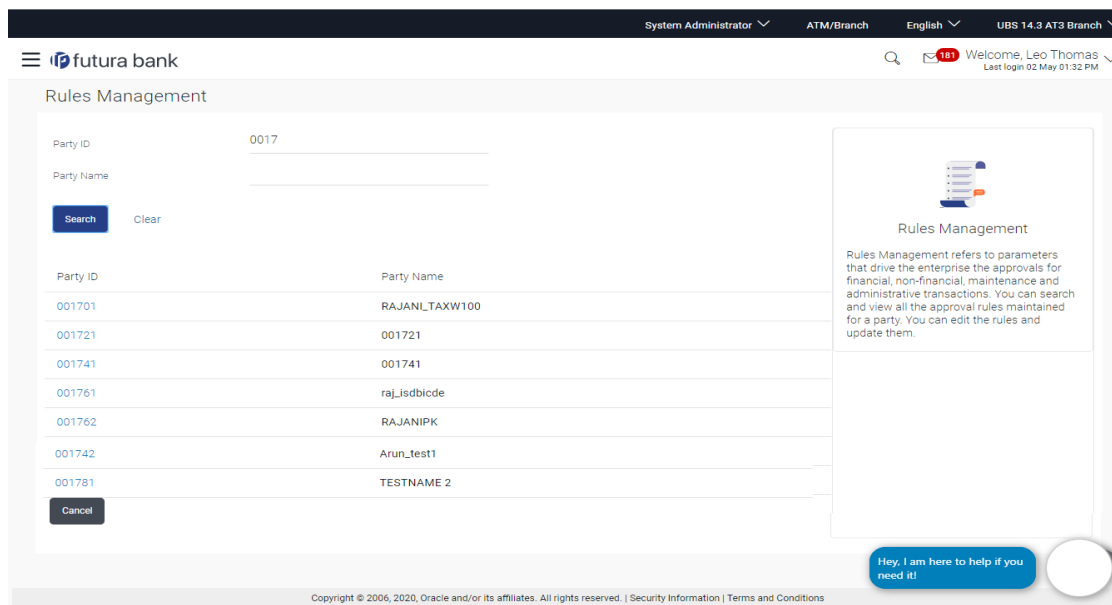 System Administrator ATM/Branch English UBS 14.3 AT3 Branch
futura bank
181 Welcome, Leo Thomas
Last login 02 May 01:32 PM
Rules Management
Party ID 0017
Party Name
Search Clear
Party ID Party Name
001701 RAJANI_TAXW100
001721 001721
001741 001741
001761 raj_isdbicde
001762 RAJANIPK
001742 Arun_test1
001781 TESTNAME 2
Cancel
Rules Management
Rules Management refers to parameters
that drive the enterprise the approvals for
financial, non-financial, maintenance and
administrative transactions. You can search
and view all the approval rules maintained
for a party. You can edit the rules and
update them.
Hey, I am here to help if you
need it!
Copyright © 2006, 2020, Oracle and/or its affiliates. All rights reserved. | Security Information | Terms and Conditions